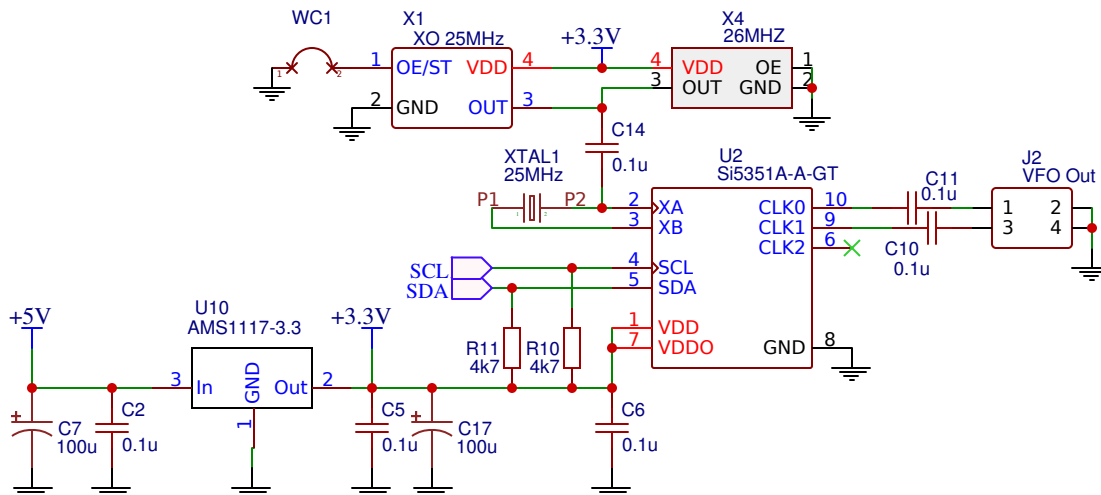 WC1
1
2
X1
XO 25MHz
1 OE/ST VDD 4
2 GND OUT 3
+3.3V
X4
26MHZ
4 VDD OE 1
3 OUT GND 2
C14
0.1u
XTAL1
25MHz
P1 P2
1 2
U2
Si5351A-A-GT
2 XA CLK0 10
3 XB CLK1 9
CLK2 6
4 SCL
5 SDA
1 VDD
7 VDDO
GND 8
C11
0.1u
C10
0.1u
J2
VFO Out
1 2
3 4
SCL
SDA
R11
4k7
R10
4k7
+5V
U10
AMS1117-3.3
3 In GND Out 2
1
+3.3V
C7
100u
C2
0.1u
C5
0.1u
C17
100u
C6
0.1u